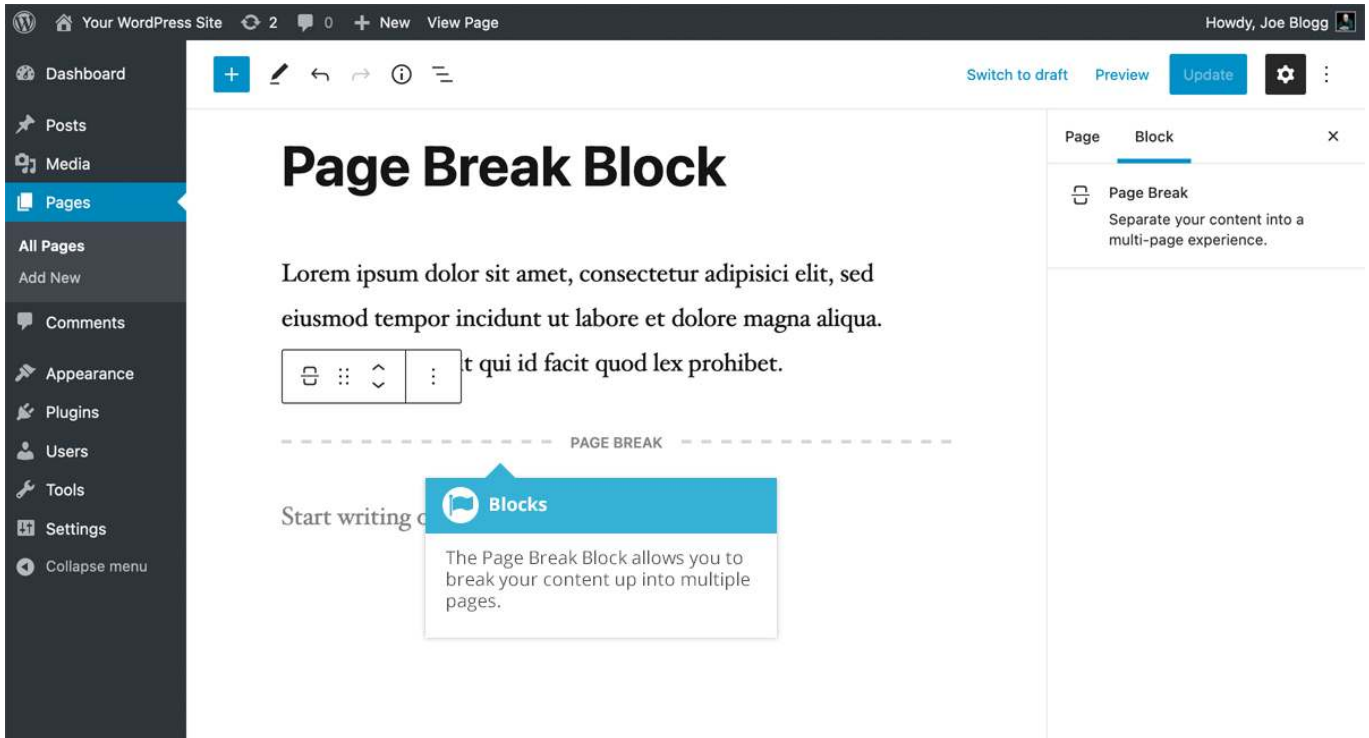 Your WordPress Site 2 0 New View Page Howdy, Joe Blogg
Dashboard
Posts
Media
Pages
All Pages
Add New
Comments
Appearance
Plugins
Users
Tools
Settings
Collapse menu
Switch to draft Preview Update
Page Break Block
Lorem ipsum dolor sit amet, consectetur adipisici elit, sed
eiusmod tempor incidunt ut labore et dolore magna aliqua.
qui id facit quod lex prohibet.
PAGE BREAK
Start writing
Blocks
The Page Break Block allows you to
break your content up into multiple
pages.
Page Block
Page Break
Separate your content into a
multi-page experience.